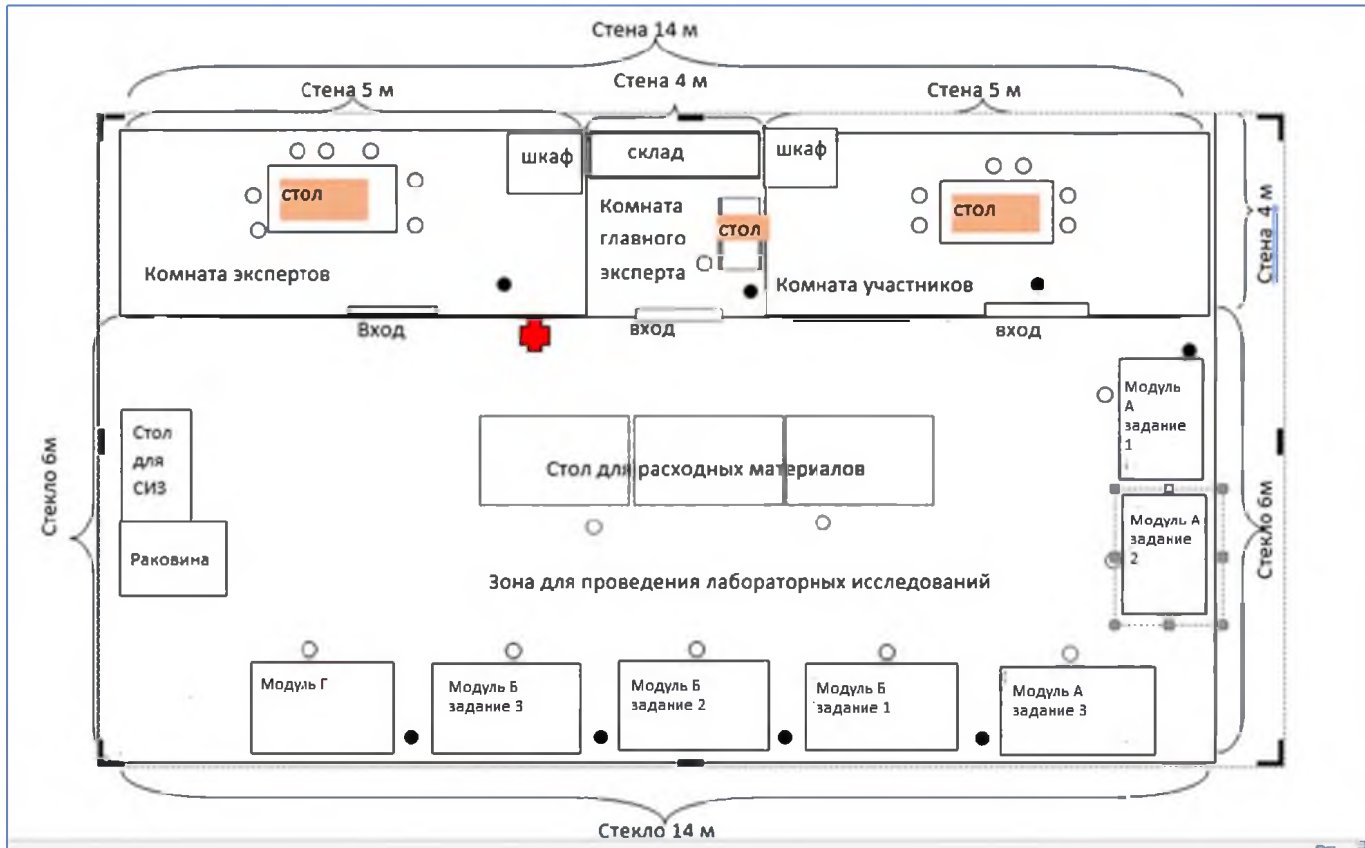 Стена 14 м
Стена 5 м
Стена 4 м
Стена 5 м
шкаф
склад
шкаф
стол
Комната
главного
эксперта
стол
стол
Стена 4 м
Комната экспертов
Комната участников
Вход
вход
вход
Стекло 6м
Стол
для
СИЗ
Раковина
Стол для расходных материалов
Модуль
А
задание
1
Модуль А
задание
2
Стекло 6м
Зона для проведения лабораторных исследований
Модуль Г
Модуль Б
задание 3
Модуль Б
задание 2
Модуль Б
задание 1
Модуль А
задание 3
Стекло 14 м